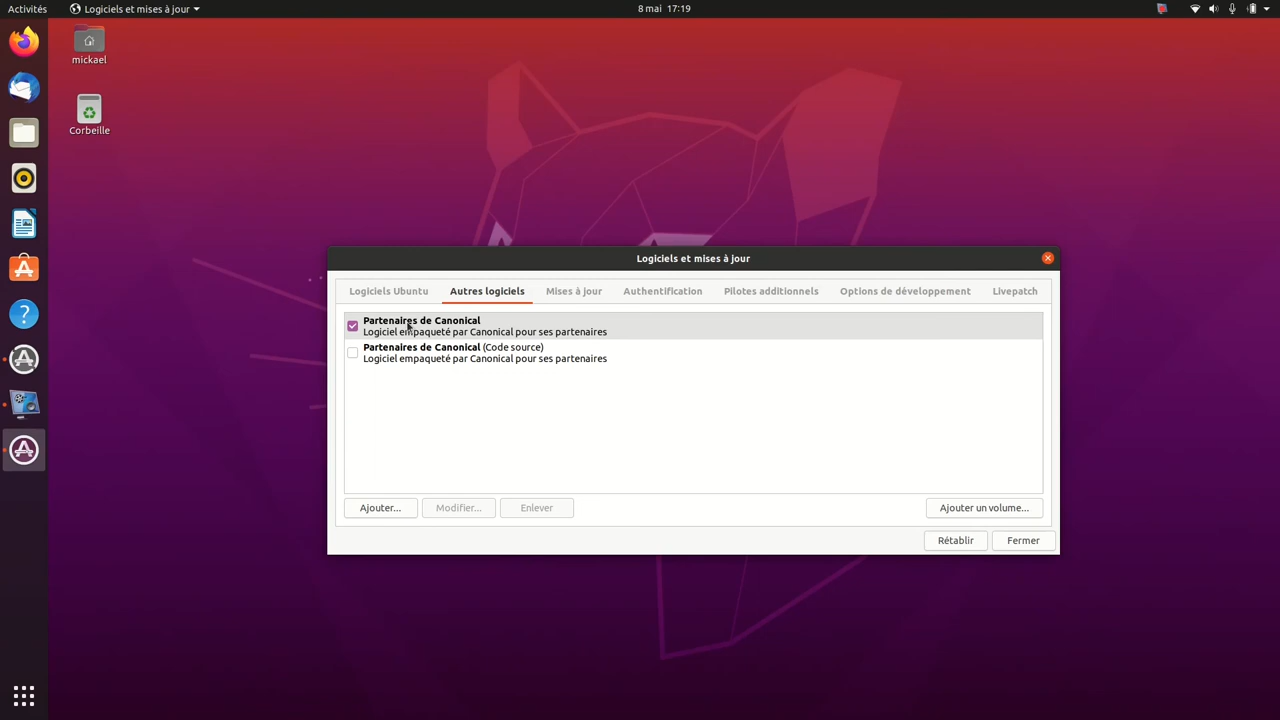 Activités
Logiciels et mises à jour
8 mai 17:19
mickael
Corbeille
Logiciels et mises à jour
Logiciels Ubuntu
Autres logiciels
Mises à jour
Authentification
Pilotes additionnels
Options de développement
Livepatch
Partenaires de Canonical
Logiciel empaqueté par Canonical pour ses partenaires
Partenaires de Canonical (Code source)
Logiciel empaqueté par Canonical pour ses partenaires
Ajouter...
Modifier...
Enlever
Ajouter un volume...
Rétablir
Fermer